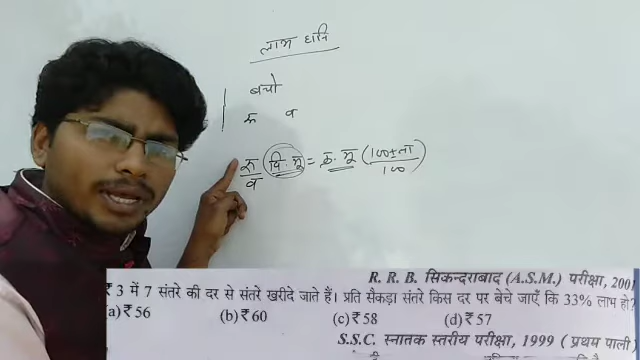 लाभ हानि
बचो
रू व
रू/व (वि. मू) = क्र. मू (100±ला/100)
R. R. B. सिकन्दराबाद (A.S.M.) परीक्षा, 200
₹ 3 में 7 संतरे की दर से संतरे खरीदे जाते हैं। प्रति सैकड़ा संतरे किस दर पर बेचे जाएँ कि 33% लाभ हो?
a) ₹ 56 (b) ₹ 60 (c) ₹ 58 (d) ₹ 57
S.S.C. स्नातक स्तरीय परीक्षा, 1999 (प्रथम पाली)